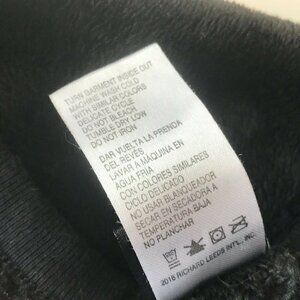 TURN GARMENT INSIDE OUT
MACHINE WASH COLD
WITH SIMILAR COLORS
DELICATE CYCLE
DO NOT BLEACH
TUMBLE DRY LOW
DO NOT IRON
DAR VUELTA LA PRENDA
DEL REVÉS
LAVAR A MAQUINA EN
AGUA FRIA
CON COLORES SIMILARES
CICLO DELICADO
NO USAR BLANQUEADOR
SECAR EN SECADORA A
TEMPERATURA BAJA
NO PLANCHAR
2016 RICHARD LEEDS INT'L., INC.